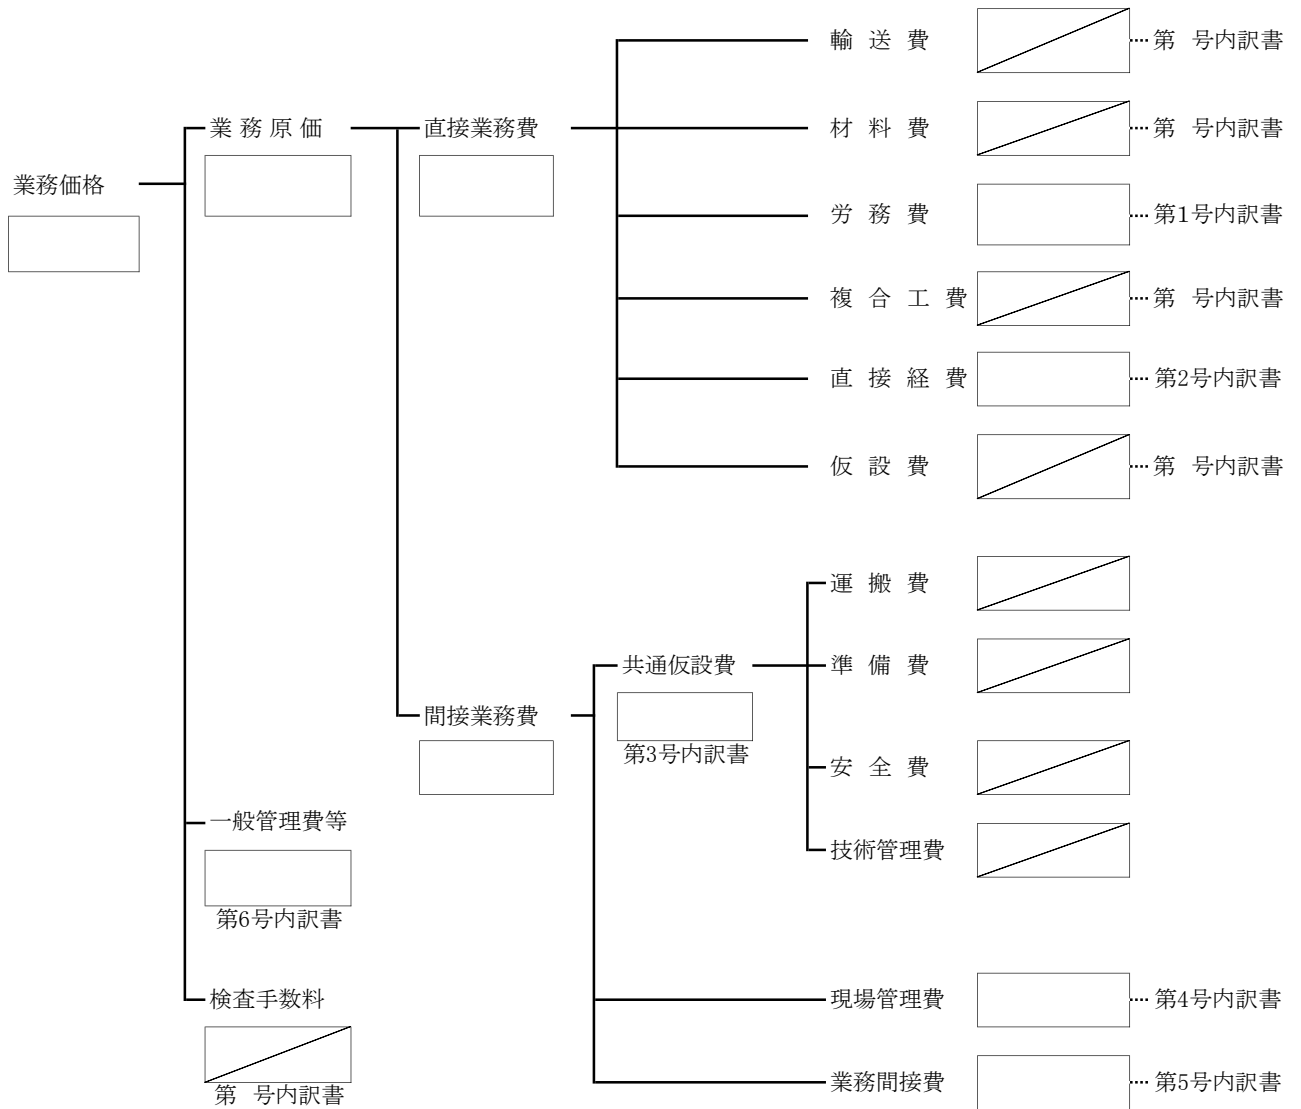 輸 送 費
第 号内訳書
業 務 原 価
直接業務費
材 料 費
第 号内訳書
業務価格
労 務 費
第1号内訳書
複 合 工 費
第 号内訳書
直 接 経 費
第2号内訳書
仮 設 費
第 号内訳書
運 搬 費
共通仮設費
準 備 費
間接業務費
第3号内訳書
安 全 費
一般管理費等
技術管理費
第6号内訳書
検査手数料
現場管理費
第4号内訳書
第 号内訳書
業務間接費
第5号内訳書